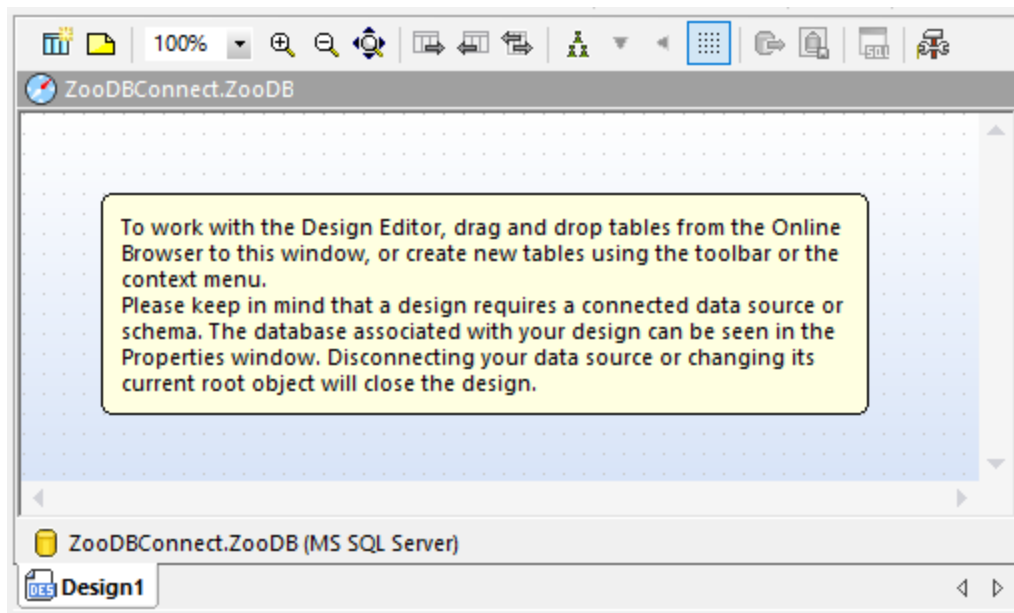 100%
ZooDBConnect.ZooDB
To work with the Design Editor, drag and drop tables from the Online
Browser to this window, or create new tables using the toolbar or the
context menu.
Please keep in mind that a design requires a connected data source or
schema. The database associated with your design can be seen in the
Properties window. Disconnecting your data source or changing its
current root object will close the design.
ZooDBConnect.ZooDB (MS SQL Server)
DES Design1